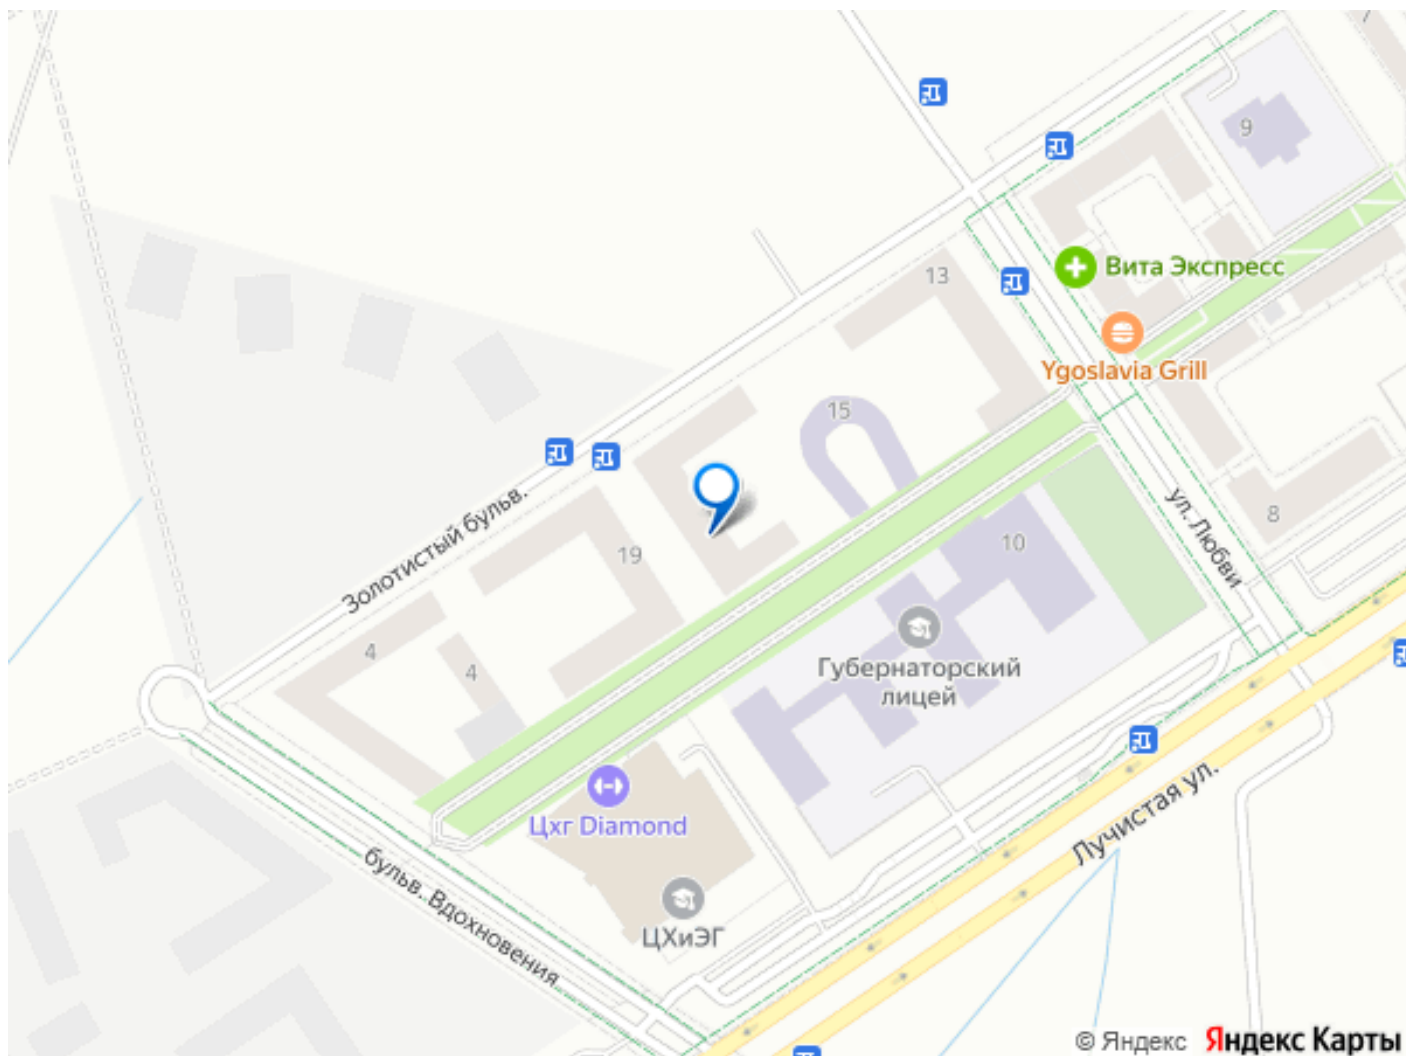 9
Вита Экспресс
13
Ygoslavia Grill
15
ул. Любви
8
Золотистый бульв.
19
10
Губернаторский
лицей
4
4
Цхг Diamond
Лучистая ул.
бульв. Вдохновения
ЦХиЭГ
© Яндекс Яндекс Карты